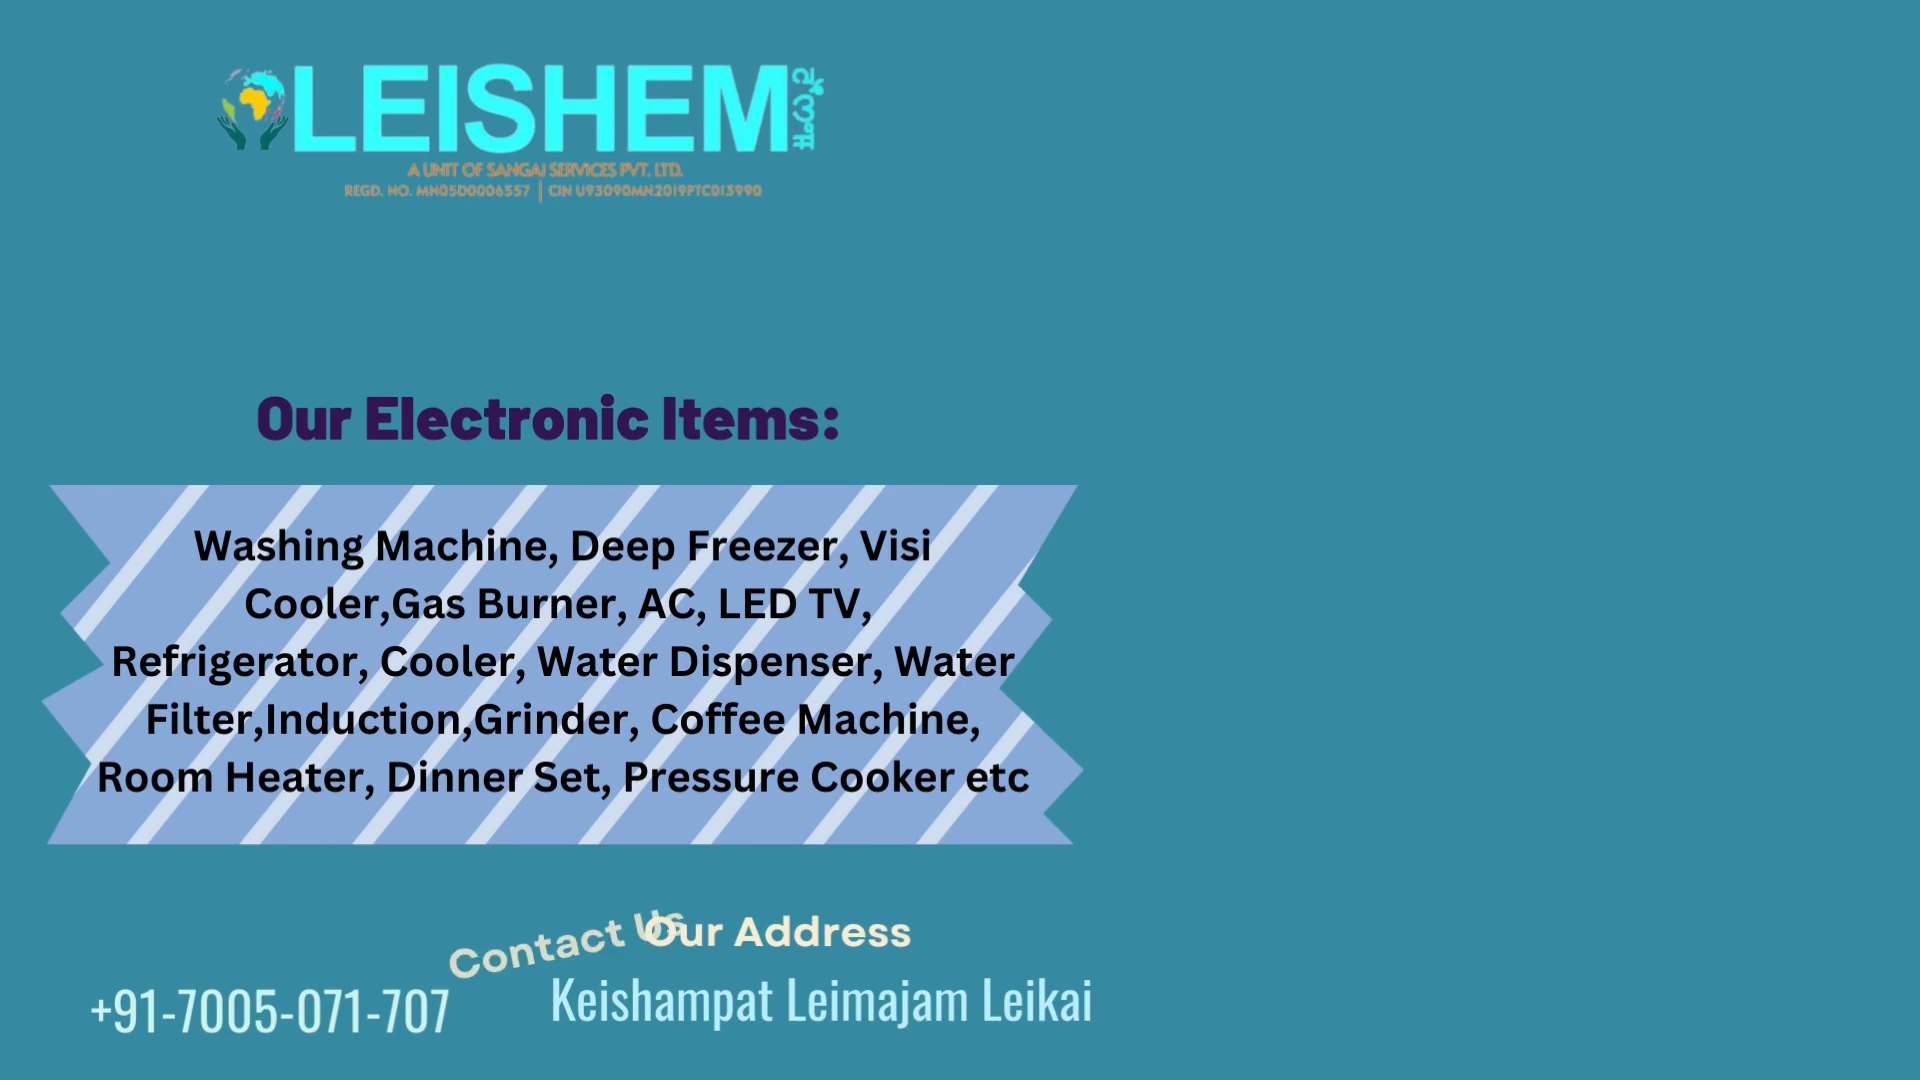 LEISHEM
A UNIT OF SANGAI SERVICES PVT. LTD.
REGD. NO. MN05D0006557 | CIN U93090MN2019PTC013990
Our Electronic Items:
Washing Machine, Deep Freezer, Visi
Cooler,Gas Burner, AC, LED TV,
Refrigerator, Cooler, Water Dispenser, Water
Filter,Induction,Grinder, Coffee Machine,
Room Heater, Dinner Set, Pressure Cooker etc
Contact Us
+91-7005-071-707
Our Address
Keishampat Leimajam Leikai